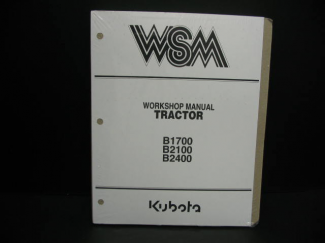 WSM
WORKSHOP MANUAL
TRACTOR
B1700
B2100
B2400
Kubota